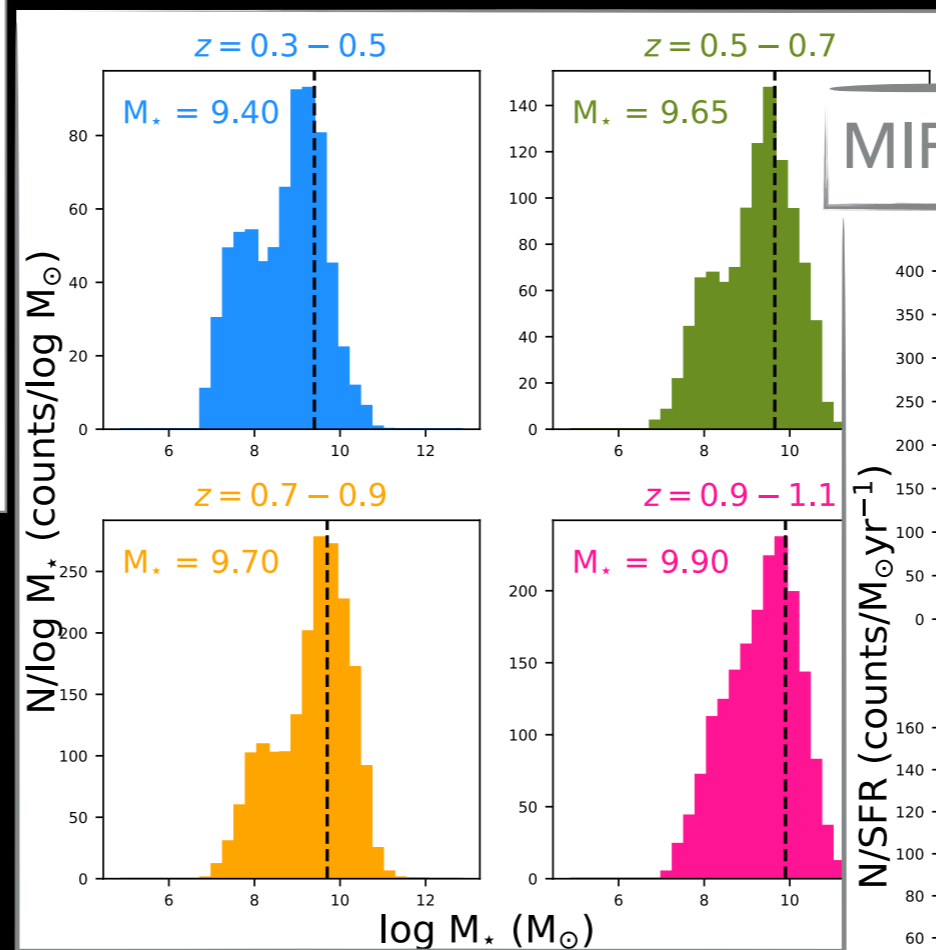 z = 0.3 − 0.5
M⋆ = 9.40
80
60
40
20
0
6 8 10 12
z = 0.5 − 0.7
M⋆ = 9.65
140
120
100
80
60
40
20
0
6 8 10
z = 0.7 − 0.9
M⋆ = 9.70
250
200
150
100
50
0
6 8 10 12
z = 0.9 − 1.1
M⋆ = 9.90
200
150
100
50
0
6 8 10
N/log M⋆ (counts/log M⊙)
log M⋆ (M⊙)
400
350
300
250
200
150
100
50
0
160
140
120
100
80
60
N/SFR (counts/M⊙yr⁻¹)